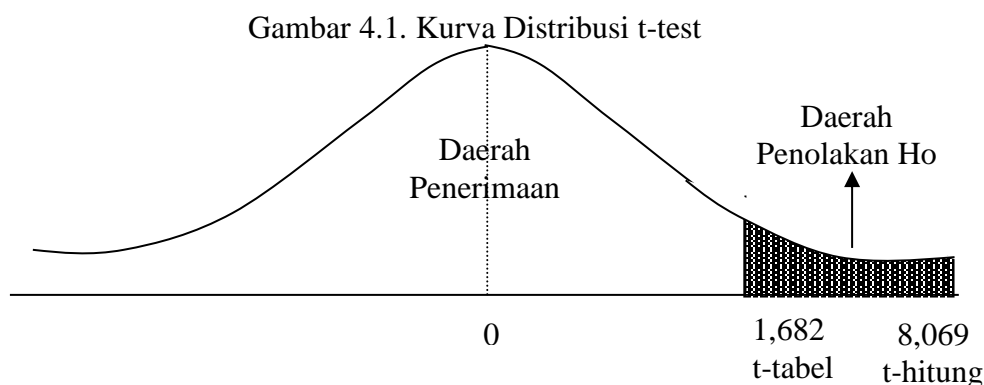 Gambar 4.1. Kurva Distribusi t-test
Daerah
Penolakan Ho
Daerah
Penerimaan
0
1,682
t-tabel
8,069
t-hitung